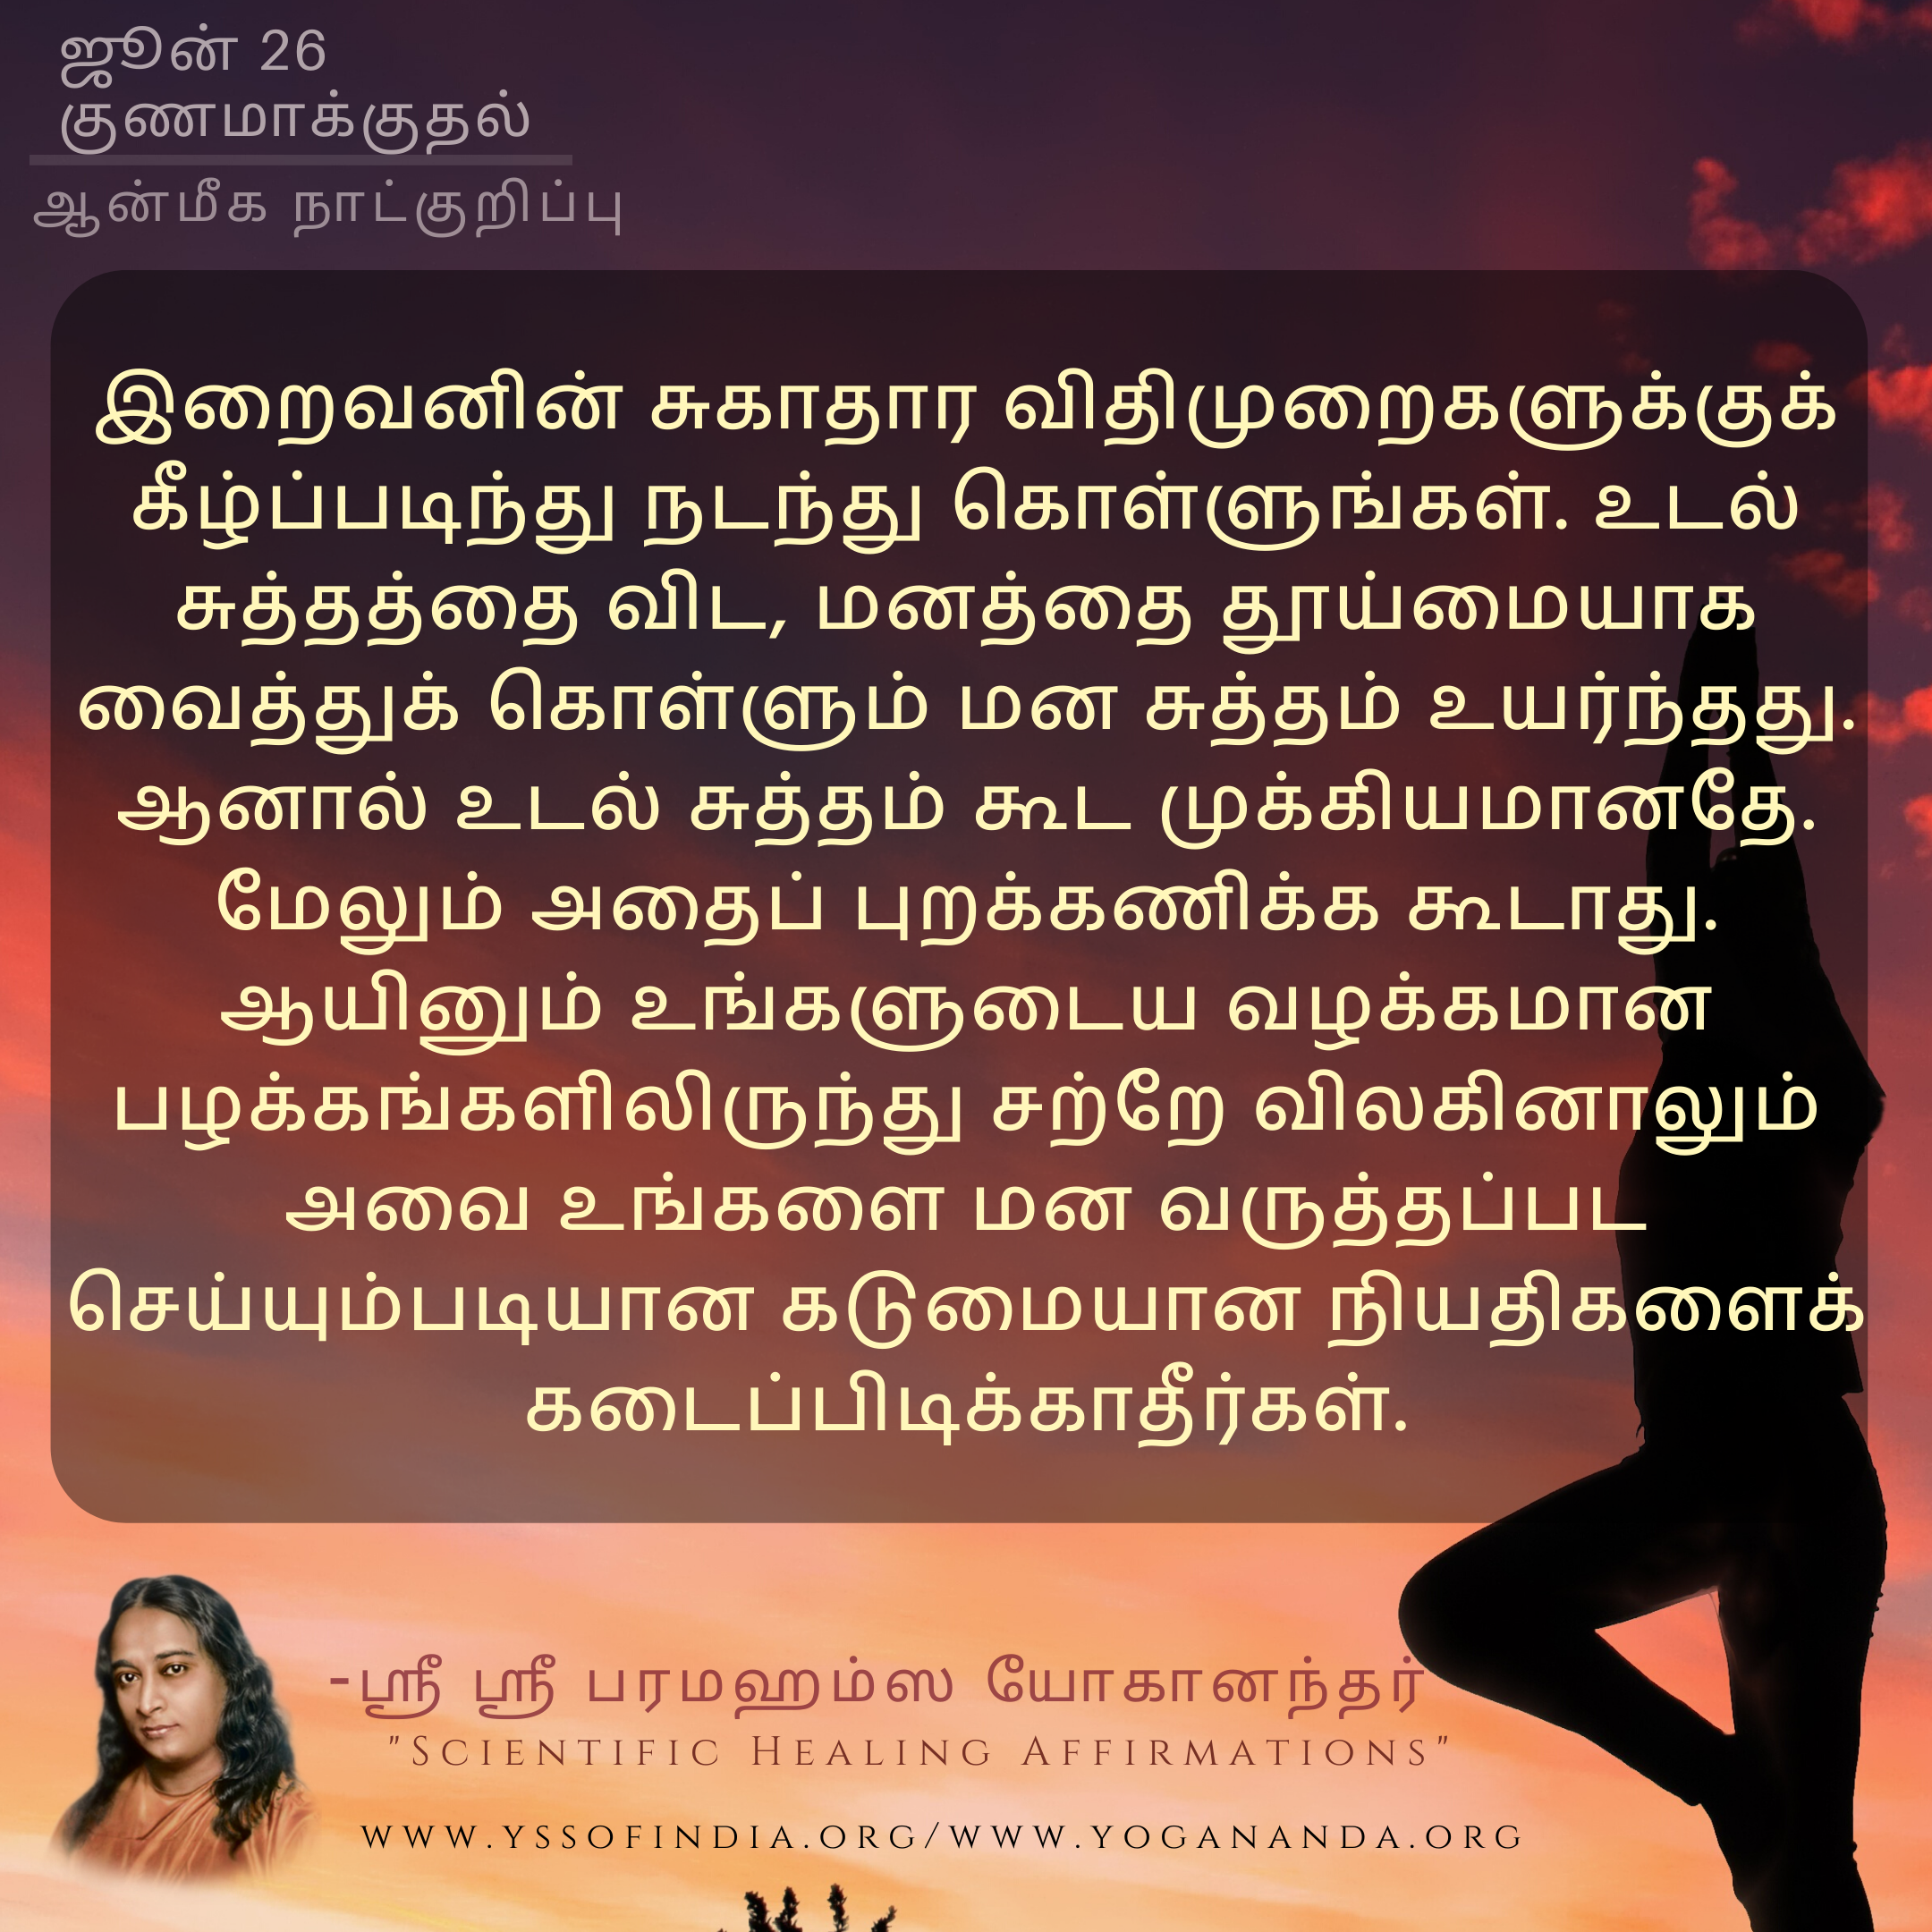 ஜூன் 26
குணமாக்குதல்
ஆன்மீக நாட்குறிப்பு
இறைவனின் சுகாதார விதிமுறைகளுக்குக்
கீழ்ப்படிந்து நடந்து கொள்ளுங்கள். உடல்
சுத்தத்தை விட, மனத்தை தூய்மையாக
வைத்துக் கொள்ளும் மன சுத்தம் உயர்ந்தது.
ஆனால் உடல் சுத்தம் கூட முக்கியமானதே.
மேலும் அதைப் புறக்கணிக்க கூடாது.
ஆயினும் உங்களுடைய வழக்கமான
பழக்கங்களிலிருந்து சற்றே விலகினாலும்
அவை உங்களை மன வருத்தப்பட
செய்யும்படியான கடுமையான நியதிகளைக்
கடைப்பிடிக்காதீர்கள்.
-ஸ்ரீ ஸ்ரீ பரமஹம்ஸ யோகானந்தர்
"Scientific Healing Affirmations"
www.yssofindia.org/www.yogananda.org